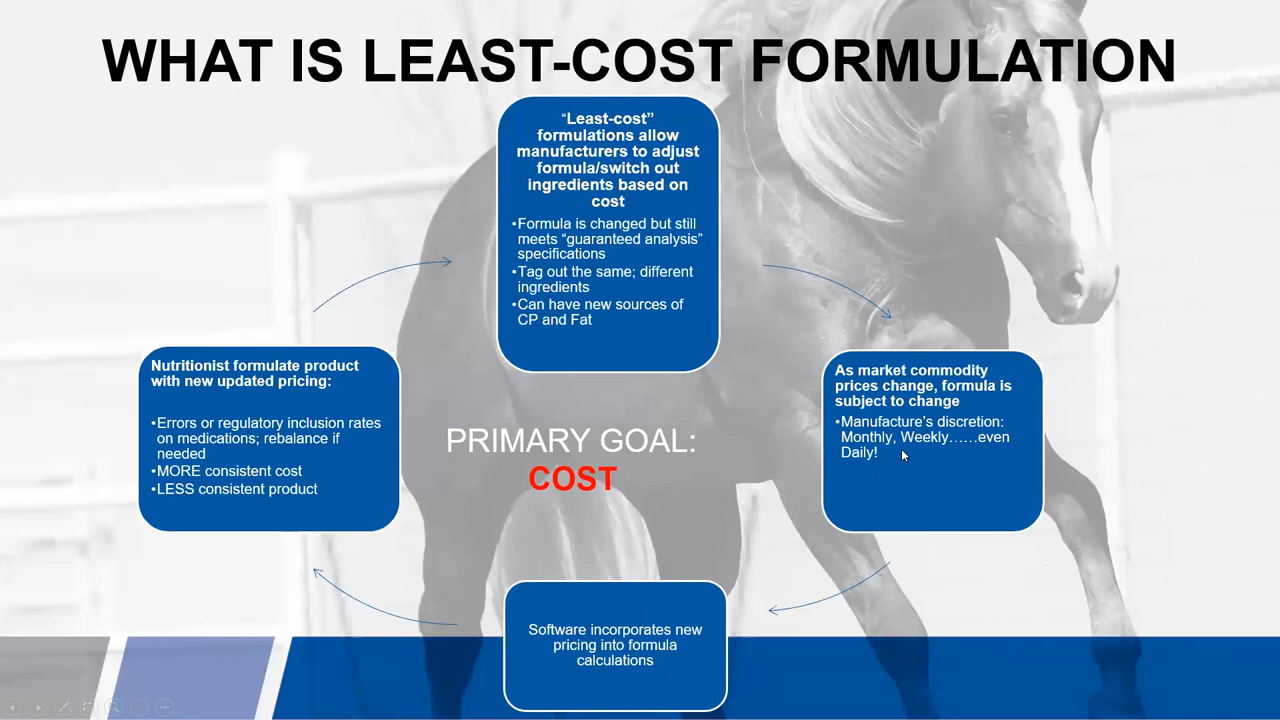 WHAT IS LEAST-COST FORMULATION
“Least-cost”
formulations allow
manufacturers to adjust
formula/switch out
ingredients based on
cost
•Formula is changed but still
meets “guaranteed analysis”
specifications
•Tag out the same; different
ingredients
•Can have new sources of
CP and Fat
As market commodity
prices change, formula is
subject to change
•Manufacture’s discretion:
Monthly, Weekly……even
Daily!
Software incorporates new
pricing into formula
calculations
Nutritionist formulate product
with new updated pricing:
•Errors or regulatory inclusion rates
on medications; rebalance if
needed
•MORE consistent cost
•LESS consistent product
PRIMARY GOAL:
COST